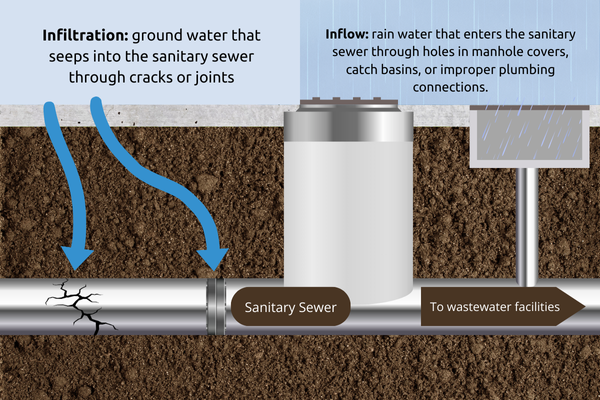 Infiltration: ground water that
seeps into the sanitary sewer
through cracks or joints
Inflow: rain water that enters the sanitary
sewer through holes in manhole covers,
catch basins, or improper plumbing
connections.
Sanitary Sewer
To wastewater facilities